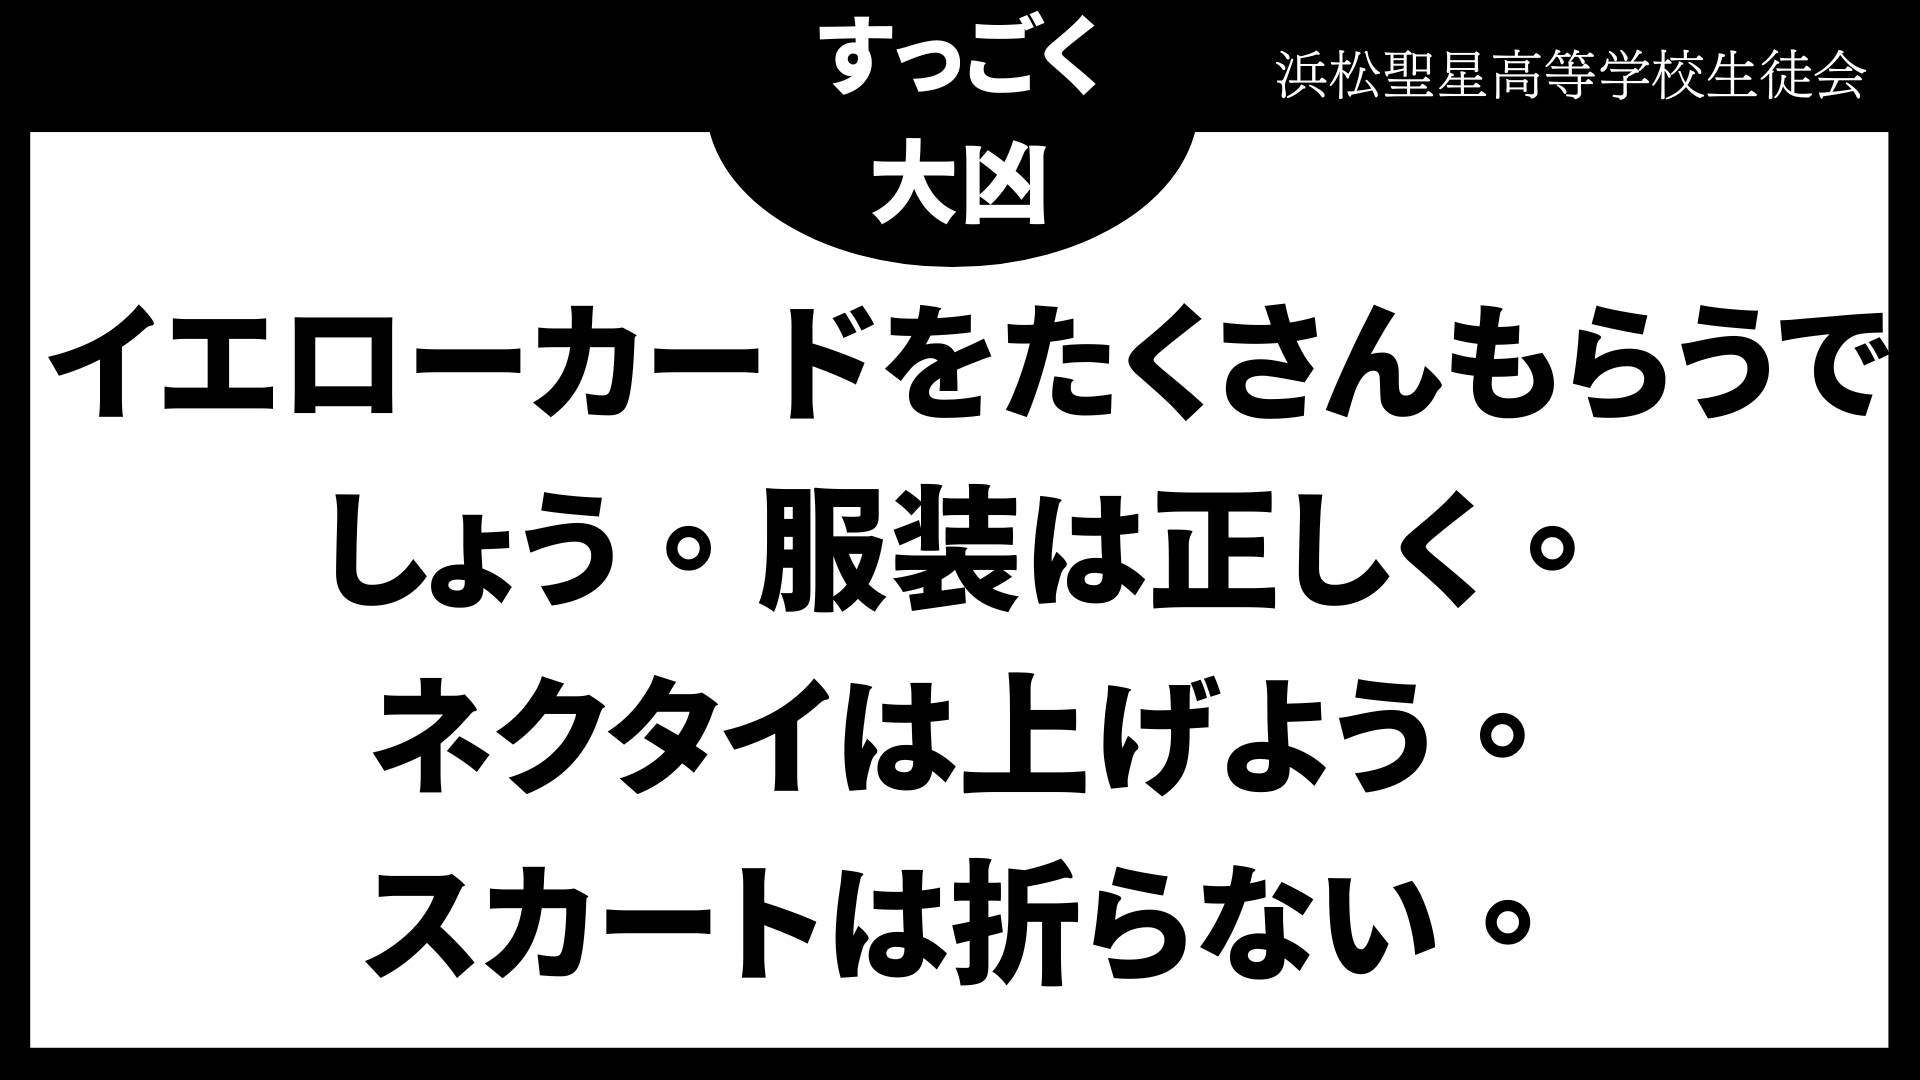 すっごく
大凶
浜松聖星高等学校生徒会
イエローカードをたくさんもらうで
しょう。服装は正しく。
ネクタイは上げよう。
スカートは折らない。